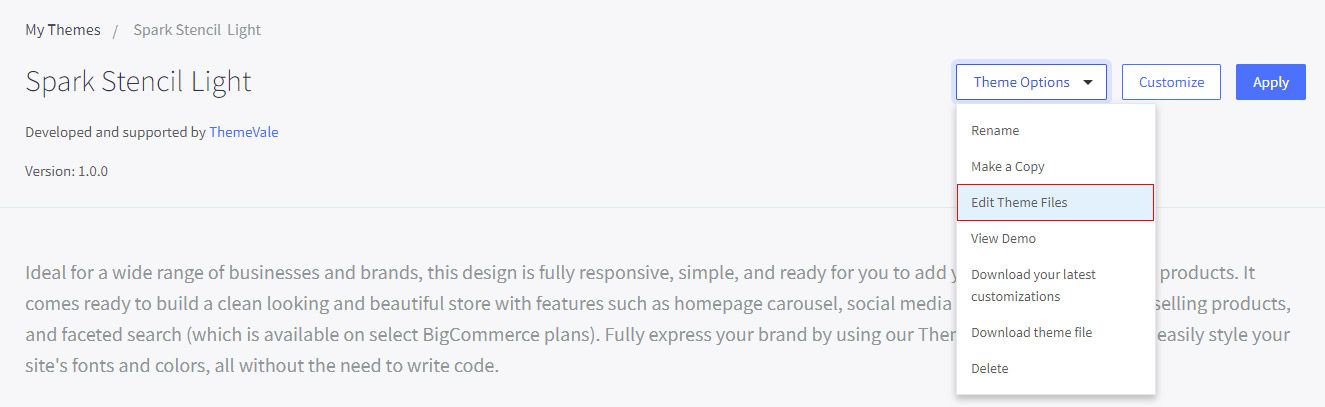 My Themes / Spark Stencil Light
Spark Stencil Light
Theme Options
Customize
Apply
Developed and supported by ThemeVale
Version: 1.0.0
Rename
Make a Copy
Edit Theme Files
View Demo
Download your latest
customizations
Download theme file
Delete
Ideal for a wide range of businesses and brands, this design is fully responsive, simple, and ready for you to add products. It
comes ready to build a clean looking and beautiful store with features such as homepage carousel, social media selling products,
and faceted search (which is available on select BigCommerce plans). Fully express your brand by using our easily style your
site's fonts and colors, all without the need to write code.